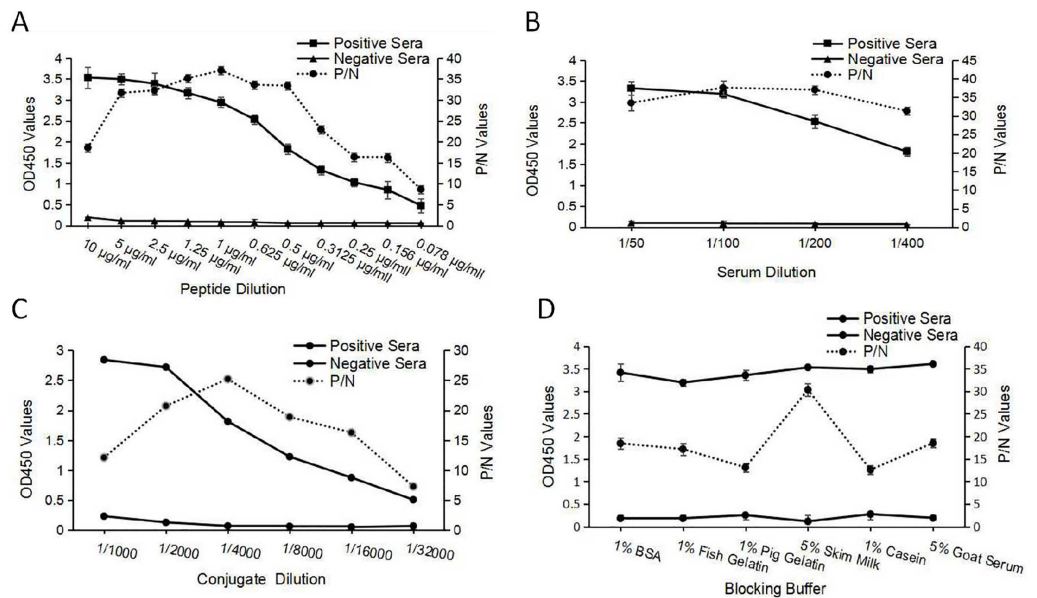 A
Positive Sera
Negative Sera
P/N
4
3.5
3
2.5
2
1.5
1
0.5
0
OD450 Values
40
35
30
25
20
15
10
5
0
P/N Values
10 µg/ml
5 µg/ml
2.5 µg/ml
1.25 µg/ml
1 µg/ml
0.625 µg/ml
0.5 µg/ml
0.3125 µg/ml
0.25 µg/mll
0.156 µg/ml
0.078 µg/mll
Peptide Dilution
B
Positive Sera
Negative Sera
P/N
4
3.5
3
2.5
2
1.5
1
0.5
0
OD450 Values
45
40
35
30
25
20
15
10
5
0
P/N Values
1/50
1/100
1/200
1/400
Serum Dilution
C
Positive Sera
Negative Sera
P/N
3
2.5
2
1.5
1
0.5
0
OD450 Values
30
25
20
15
10
5
0
P/N Values
1/1000
1/2000
1/4000
1/8000
1/16000
1/32000
Conjugate Dilution
D
Positive Sera
Negative Sera
P/N
4
3.5
3
2.5
2
1.5
1
0.5
0
OD450 Values
40
35
30
25
20
15
10
5
0
P/N Values
1% BSA
1% Fish Gelatin
1% Pig Gelatin
5% Skim Milk
1% Casein
5% Goat Serum
Blocking Buffer